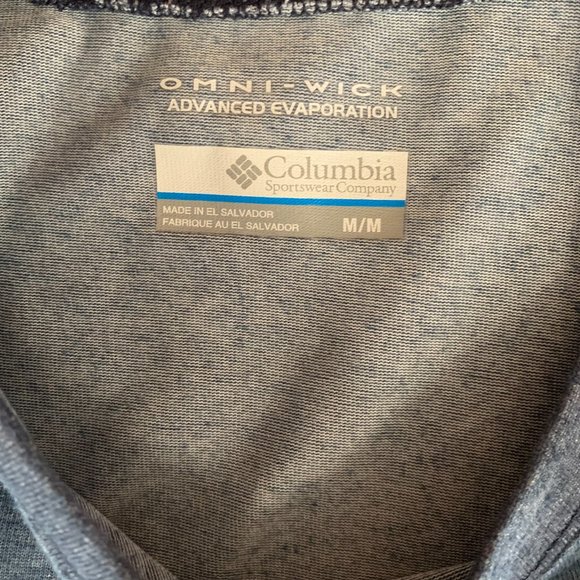 OMNI-WICK
ADVANCED EVAPORATION
Columbia
Sportswear Company
MADE IN EL SALVADOR
FABRIQUE AU EL SALVADOR
M/M